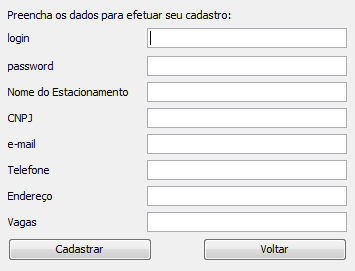 Preencha os dados para efetuar seu cadastro:
login
password
Nome do Estacionamento
CNPJ
e-mail
Telefone
Endereço
Vagas
Cadastrar Voltar